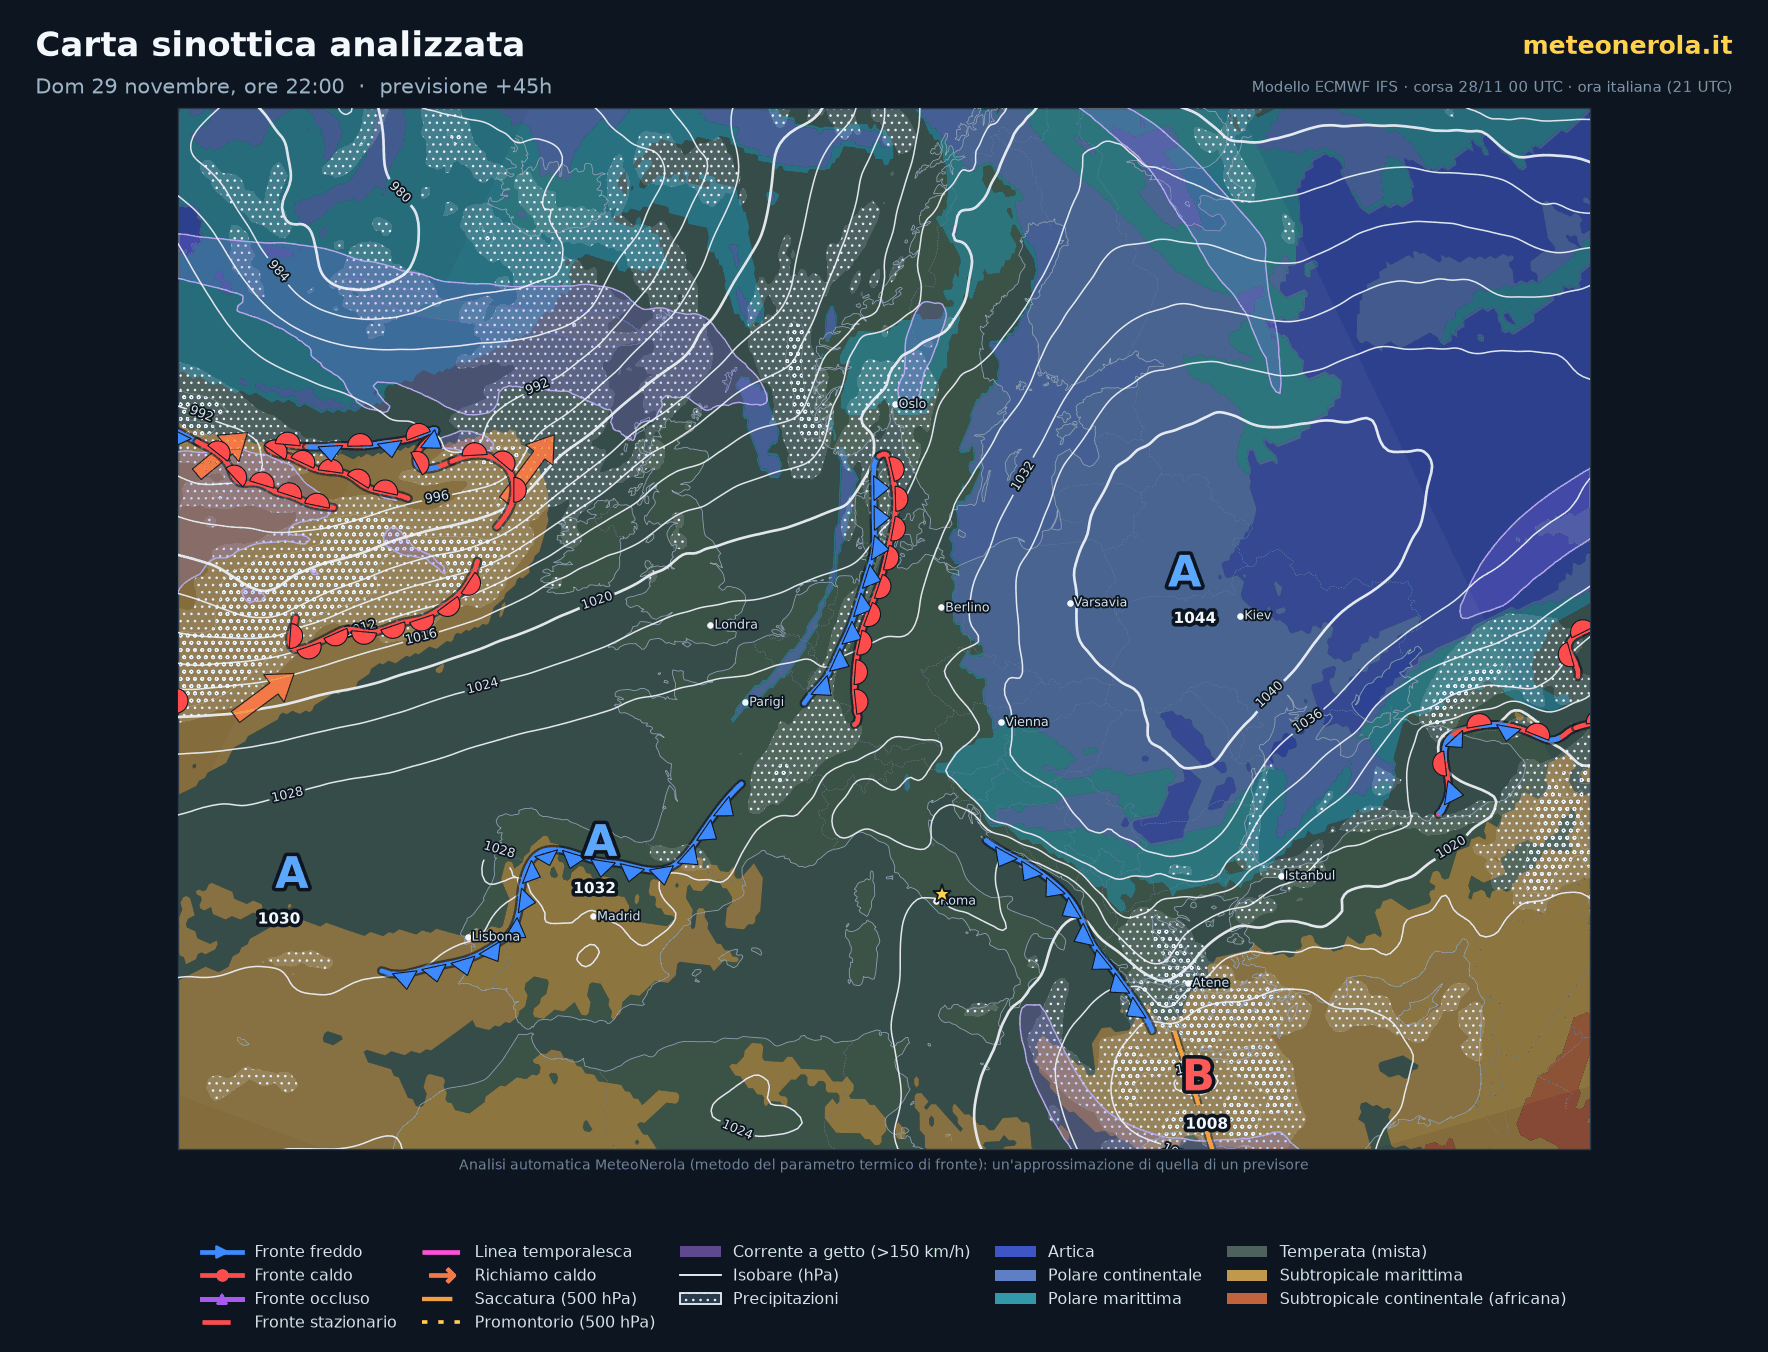 Carta sinottica analizzata
meteonerola.it
Dom 29 novembre, ore 22:00 · previsione +45h
Modello ECMWF IFS · corsa 28/11 00 UTC · ora italiana (21 UTC)
980
984
992
992
Oslo
1032
996
A
1020
Berlino
Varsavia
1044
Kiev
Londra
1016
1024
1040
Parigi
1036
Vienna
1028
A
1028
1020
A
1032
Istanbul
1030
Madrid
Roma
Lisbona
Atene
B
1008
1024
Analisi automatica MeteoNerola (metodo del parametro termico di fronte): un'approssimazione di quella di un previsore
Fronte freddo
Fronte caldo
Fronte occluso
Fronte stazionario
Linea temporalesca
Richiamo caldo
Saccatura (500 hPa)
Promontorio (500 hPa)
Corrente a getto (>150 km/h)
Isobare (hPa)
Precipitazioni
Artica
Polare continentale
Polare marittima
Temperata (mista)
Subtropicale marittima
Subtropicale continentale (africana)